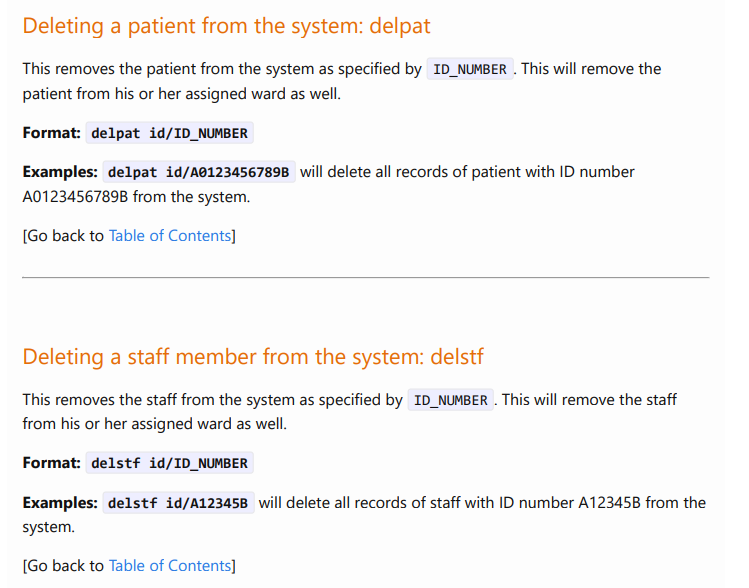 Deleting a patient from the system: delpat
This removes the patient from the system as specified by ID_NUMBER. This will remove the
patient from his or her assigned ward as well.
Format: delpat id/ID_NUMBER
Examples: delpat id/A0123456789B will delete all records of patient with ID number
A0123456789B from the system.
[Go back to Table of Contents]
Deleting a staff member from the system: delstf
This removes the staff from the system as specified by ID_NUMBER. This will remove the staff
from his or her assigned ward as well.
Format: delstf id/ID_NUMBER
Examples: delstf id/A12345B will delete all records of staff with ID number A12345B from the
system.
[Go back to Table of Contents]